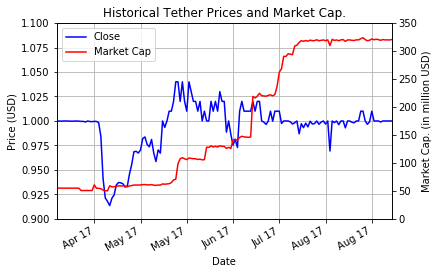 Historical Tether Prices and Market Cap.
Close
Market Cap
Price (USD)
1.100
1.075
1.050
1.025
1.000
0.975
0.950
0.925
0.900
Market Cap. (in million USD)
350
300
250
200
150
100
50
0
Apr 17
May 17
May 17
Jun 17
Jul 17
Aug 17
Aug 17
Date